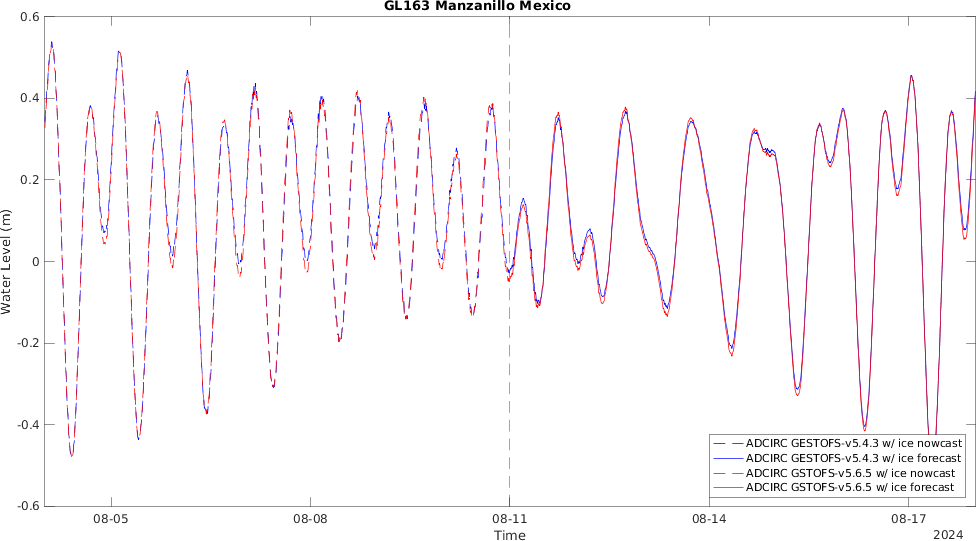 GL163 Manzanillo Mexico
0.6
0.4
0.2
0
-0.2
-0.4
-0.6
Water Level (m)
ADCIRC GESTOFS-v5.4.3 w/ ice nowcast
ADCIRC GESTOFS-v5.4.3 w/ ice forecast
ADCIRC GSTOFS-v5.6.5 w/ ice nowcast
ADCIRC GSTOFS-v5.6.5 w/ ice forecast
08-05 08-08 08-11 08-14 08-17
Time
2024